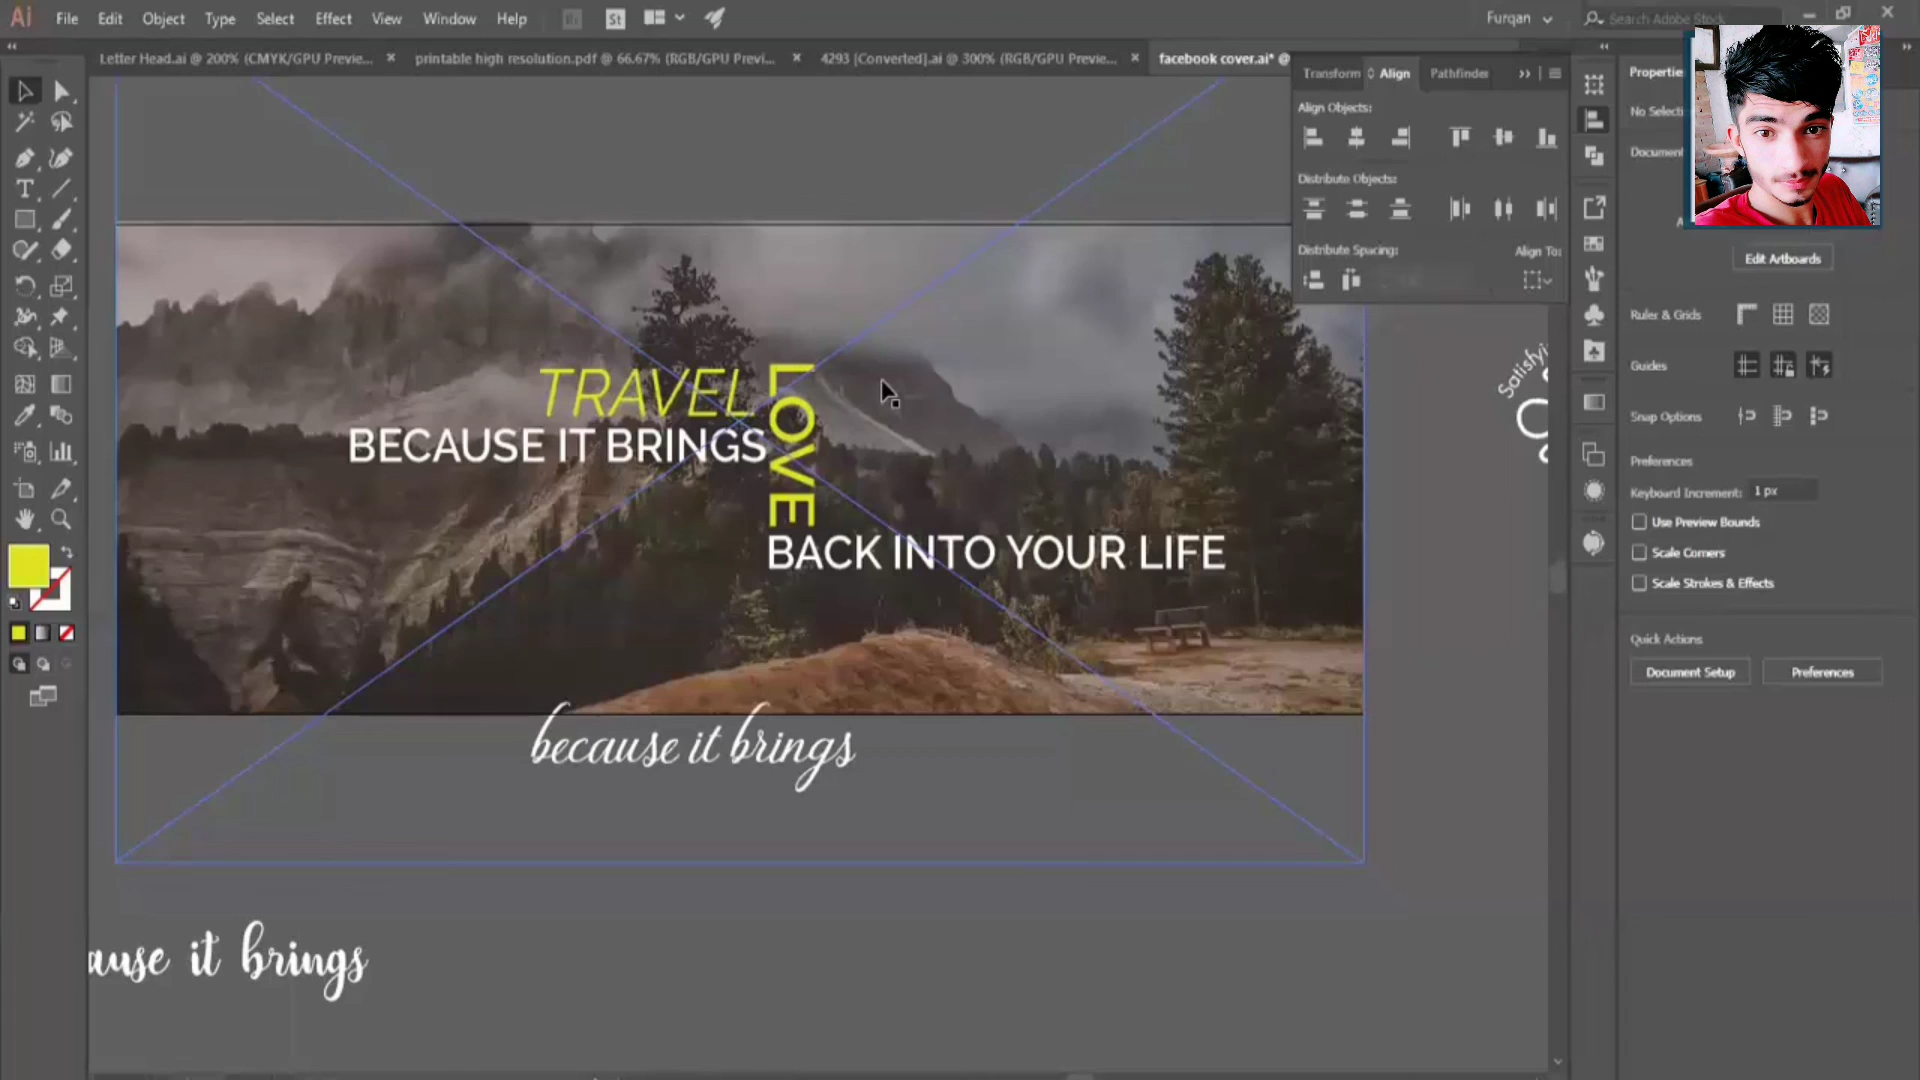 Ai File Edit Object Type Select Effect View Window Help St Furqan Search Adobe Stock
Letter Head.ai @ 200% (CMYK/GPU Previe... × printable high resolution.pdf @ 66.67% (RGB/GPU Previ... × 4293 [Converted].ai @ 300% (RGB/GPU Previe... × facebook cover.ai* @
Transform Align Pathfinder
Align Objects:
Distribute Objects:
Distribute Spacing: Align To:
Properties
No Selecti
Document
Edit Artboards
Ruler & Grids
Guides
Snap Options
Preferences
Keyboard Increment: 1 px
Use Preview Bounds
Scale Corners
Scale Strokes & Effects
Quick Actions
Document Setup Preferences
TRAVEL
LOVE
BECAUSE IT BRINGS
BACK INTO YOUR LIFE
because it brings
ause it brings
Satisfyi